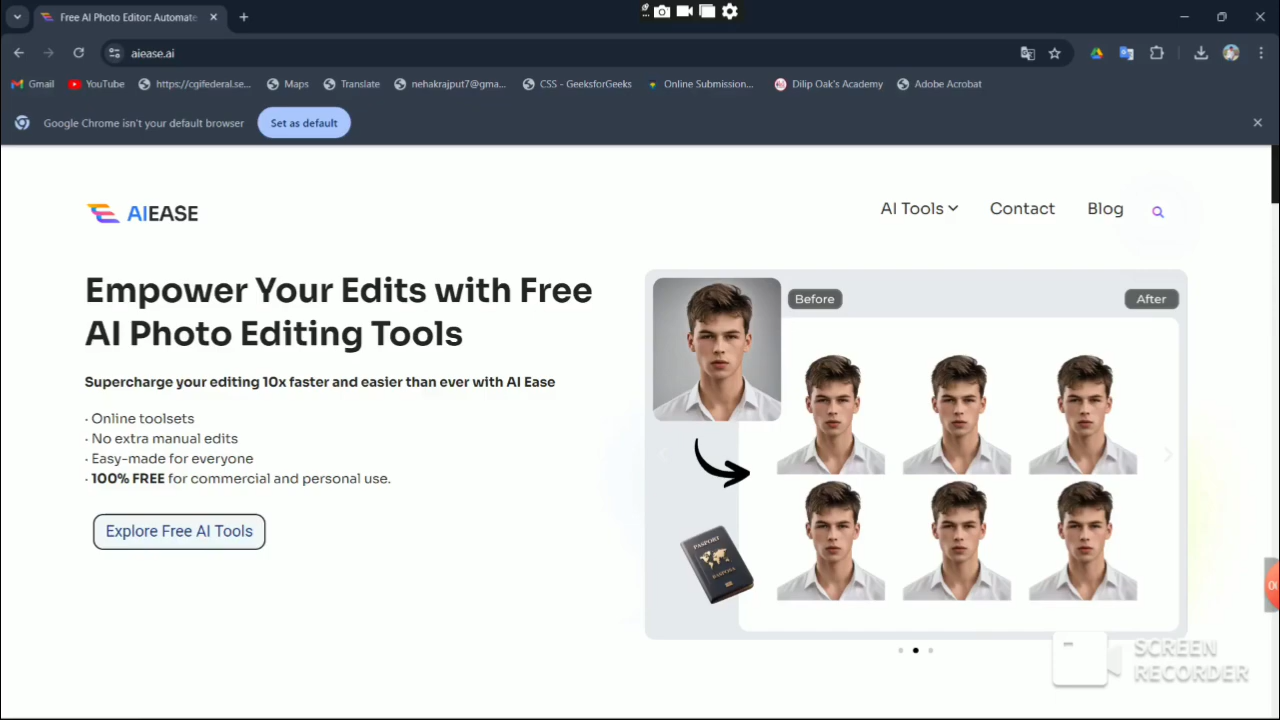 Free AI Photo Editor: Automate
aiease.ai
Gmail
YouTube
https://cgifederal.se...
Maps
Translate
nehakrajput7@gma...
CSS - GeeksforGeeks
Online Submission...
Dilip Oak's Academy
Adobe Acrobat
Google Chrome isn't your default browser
Set as default
AIEASE
AI Tools
Contact
Blog
Empower Your Edits with Free
AI Photo Editing Tools
Supercharge your editing 10x faster and easier than ever with AI Ease
· Online toolsets
· No extra manual edits
· Easy-made for everyone
· 100% FREE for commercial and personal use.
Explore Free AI Tools
Before
After
PASPORT
SCREEN
RECORDER